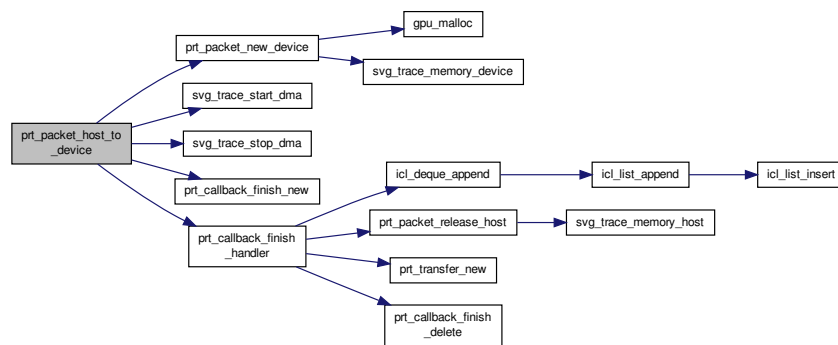 gpu_malloc
prt_packet_new_device
svg_trace_memory_device
svg_trace_start_dma
prt_packet_host_to
_device
svg_trace_stop_dma
icl_deque_append
icl_list_append
icl_list_insert
prt_callback_finish_new
prt_packet_release_host
svg_trace_memory_host
prt_callback_finish
_handler
prt_transfer_new
prt_callback_finish
_delete